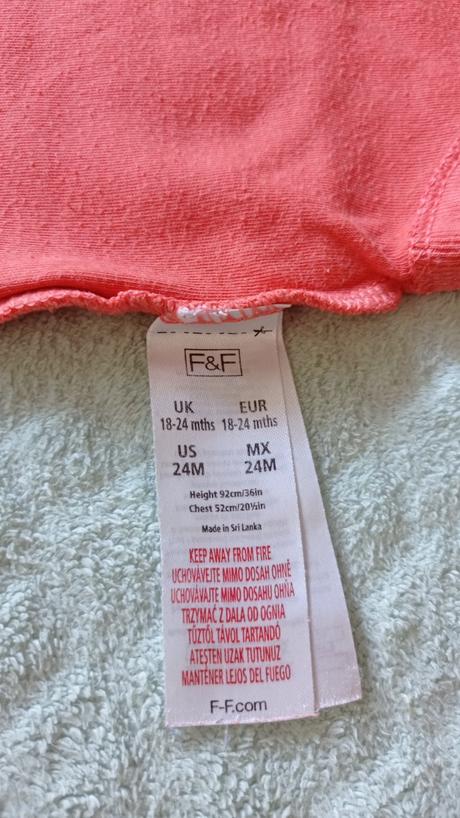 F&F
UK EUR
18-24 mths 18-24 mths
US MX
24M 24M
Height 92cm/36in
Chest 52cm/20½in
Made in Sri Lanka
KEEP AWAY FROM FIRE
UCHOVÁVEJTE MIMO DOSAH OHNĚ
UCHOVÁVAJTE MIMO DOSAHU OHŇA
TRZYMAĆ Z DALA OD OGNIA
TŰZTŐL TÁVOL TARTANDÓ
ATEŞTEN UZAK TUTUNUZ
MANTENER LEJOS DEL FUEGO
F-F.com